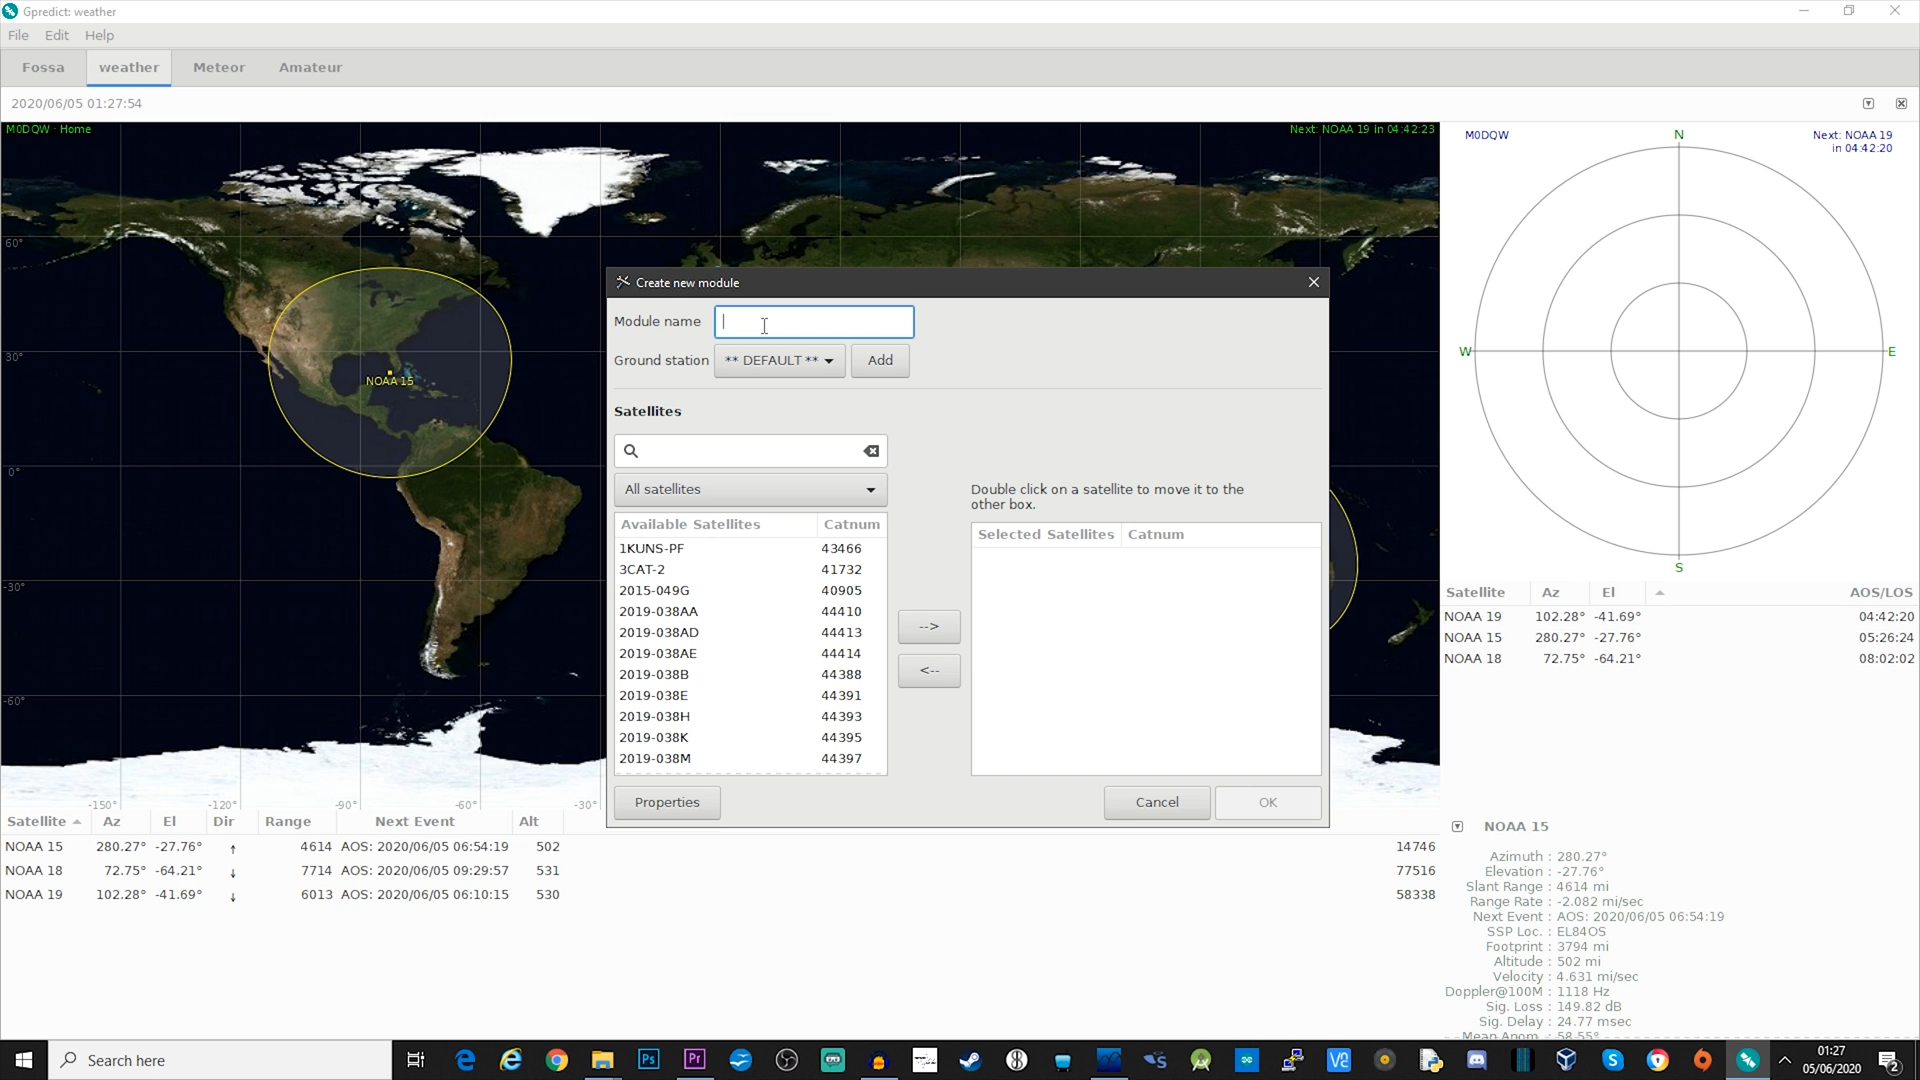 Gpredict: weather
File Edit Help
Fossa weather Meteor Amateur
2020/06/05 01:27:54
M0DQW · Home
Next: NOAA 19 in 04:42:23
60°
30°
0°
-30°
-60°
-150° -120° -90° -60° -30°
NOAA 15
Create new module
Module name
Ground station ** DEFAULT ** Add
Satellites
All satellites
Available Satellites Catnum
1KUNS-PF 43466
3CAT-2 41732
2015-049G 40905
2019-038AA 44410
2019-038AD 44413
2019-038AE 44414
2019-038B 44388
2019-038E 44391
2019-038H 44393
2019-038K 44395
2019-038M 44397
-->
<--
Double click on a satellite to move it to the
other box.
Selected Satellites Catnum
Properties Cancel OK
M0DQW
N
Next: NOAA 19
in 04:42:20
W
E
S
Satellite Az El AOS/LOS
NOAA 19 102.28° -41.69° 04:42:20
NOAA 15 280.27° -27.76° 05:26:24
NOAA 18 72.75° -64.21° 08:02:02
Satellite Az El Dir Range Next Event Alt
NOAA 15 280.27° -27.76° ↑ 4614 AOS: 2020/06/05 06:54:19 502 14746
NOAA 18 72.75° -64.21° ↓ 7714 AOS: 2020/06/05 09:29:57 531 77516
NOAA 19 102.28° -41.69° ↓ 6013 AOS: 2020/06/05 06:10:15 530 58338
NOAA 15
Azimuth : 280.27°
Elevation : -27.76°
Slant Range : 4614 mi
Range Rate : -2.082 mi/sec
Next Event : AOS: 2020/06/05 06:54:19
SSP Loc. : EL84OS
Footprint : 3794 mi
Altitude : 502 mi
Velocity : 4.631 mi/sec
Doppler@100M : 1118 Hz
Sig. Loss : 149.82 dB
Sig. Delay : 24.77 msec
Mean Anom. : 58.55°
Search here
Ps
Pr
01:27
05/06/2020
2